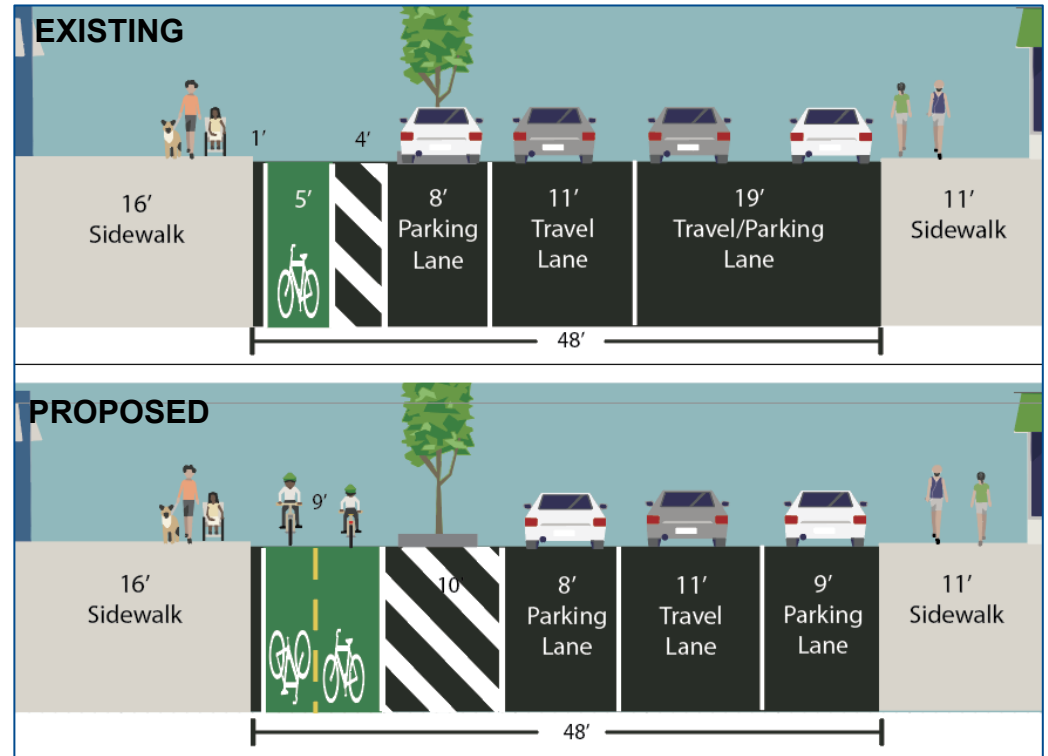 EXISTING
1’
4’
16’
Sidewalk
5’
8’
Parking
Lane
11’
Travel
Lane
19’
Travel/Parking
Lane
11’
Sidewalk
48’
PROPOSED
9’
16’
Sidewalk
10’
8’
Parking
Lane
11’
Travel
Lane
9’
Parking
Lane
11’
Sidewalk
48’